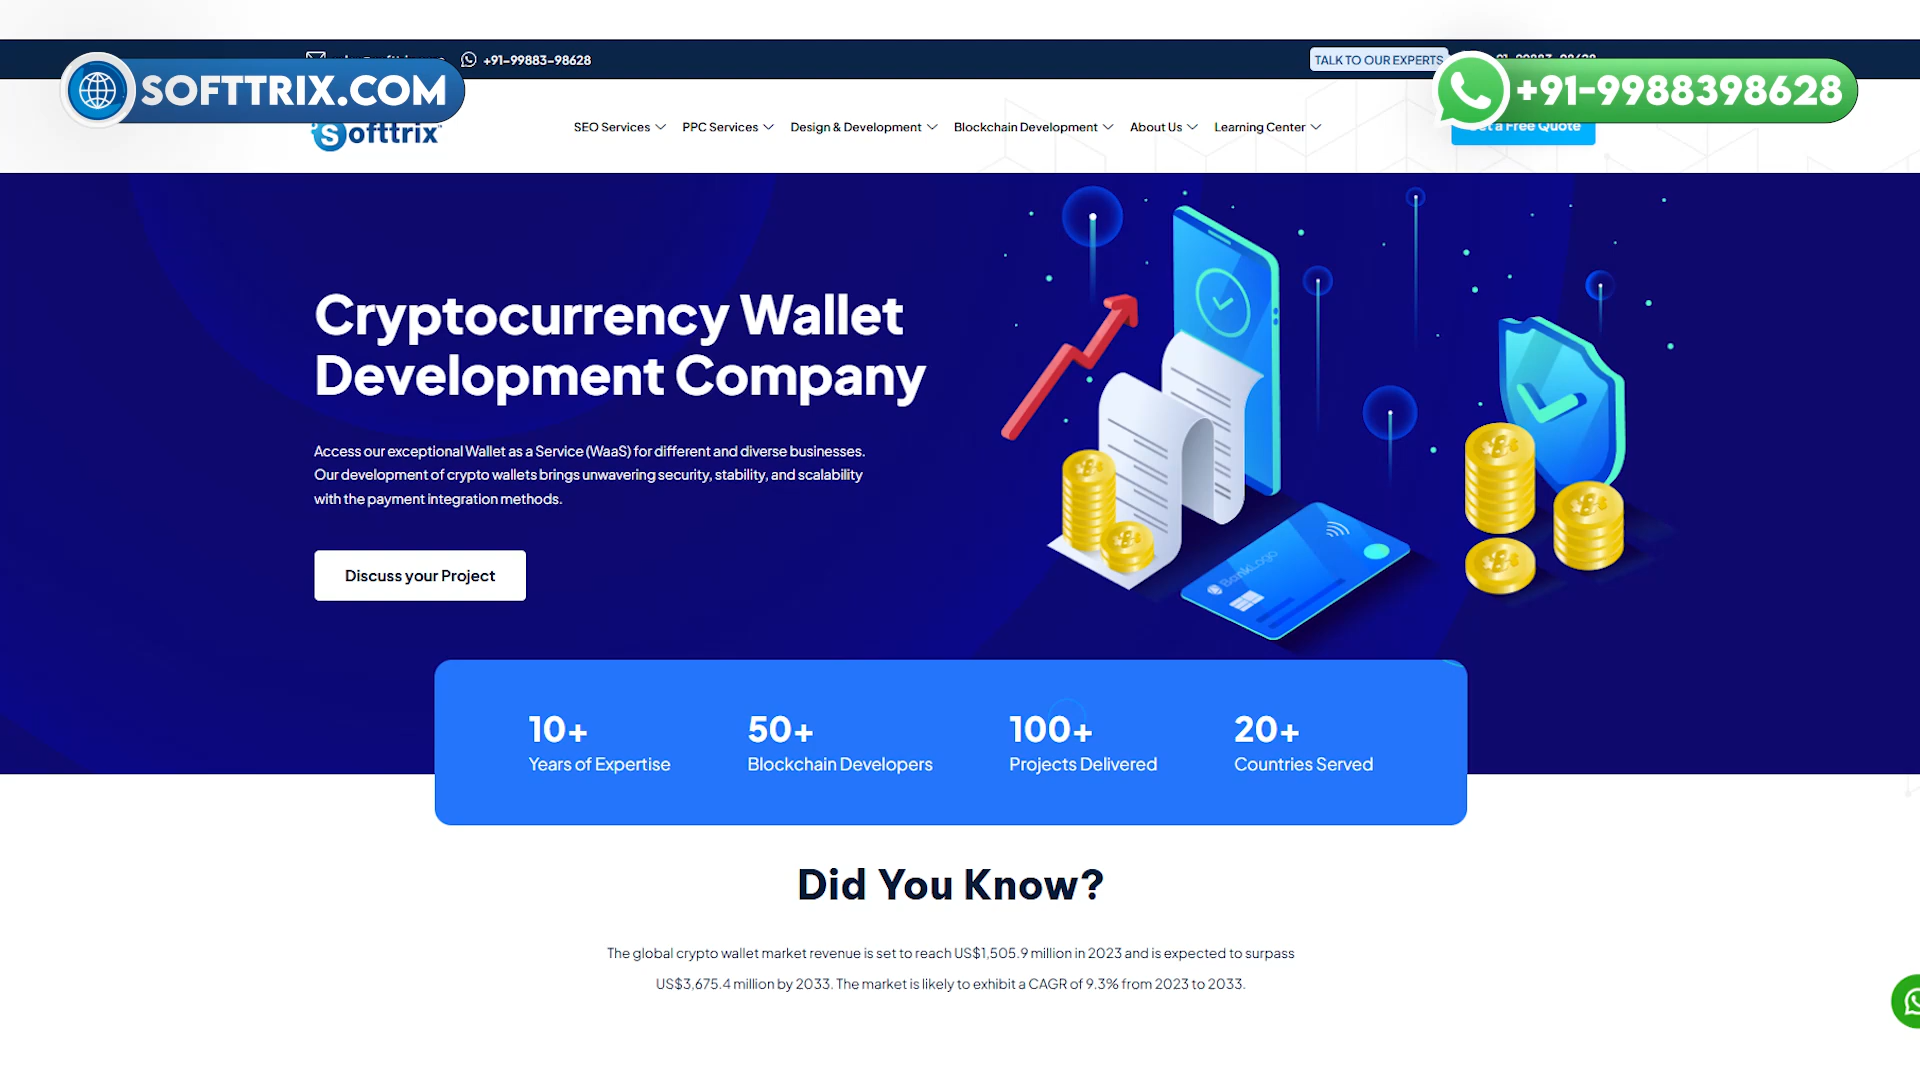 +91-99883-98628
TALK TO OUR EXPERTS
SOFTTRIX.COM
+91-9988398628
Softtrix
SEO Services
PPC Services
Design & Development
Blockchain Development
About Us
Learning Center
a Free Quote
Cryptocurrency Wallet
Development Company
Access our exceptional Wallet as a Service (WaaS) for different and diverse businesses.
Our development of crypto wallets brings unwavering security, stability, and scalability
with the payment integration methods.
Discuss your Project
BankLogo
10+
Years of Expertise
50+
Blockchain Developers
100+
Projects Delivered
20+
Countries Served
Did You Know?
The global crypto wallet market revenue is set to reach US$1,505.9 million in 2023 and is expected to surpass
US$3,675.4 million by 2033. The market is likely to exhibit a CAGR of 9.3% from 2023 to 2033.